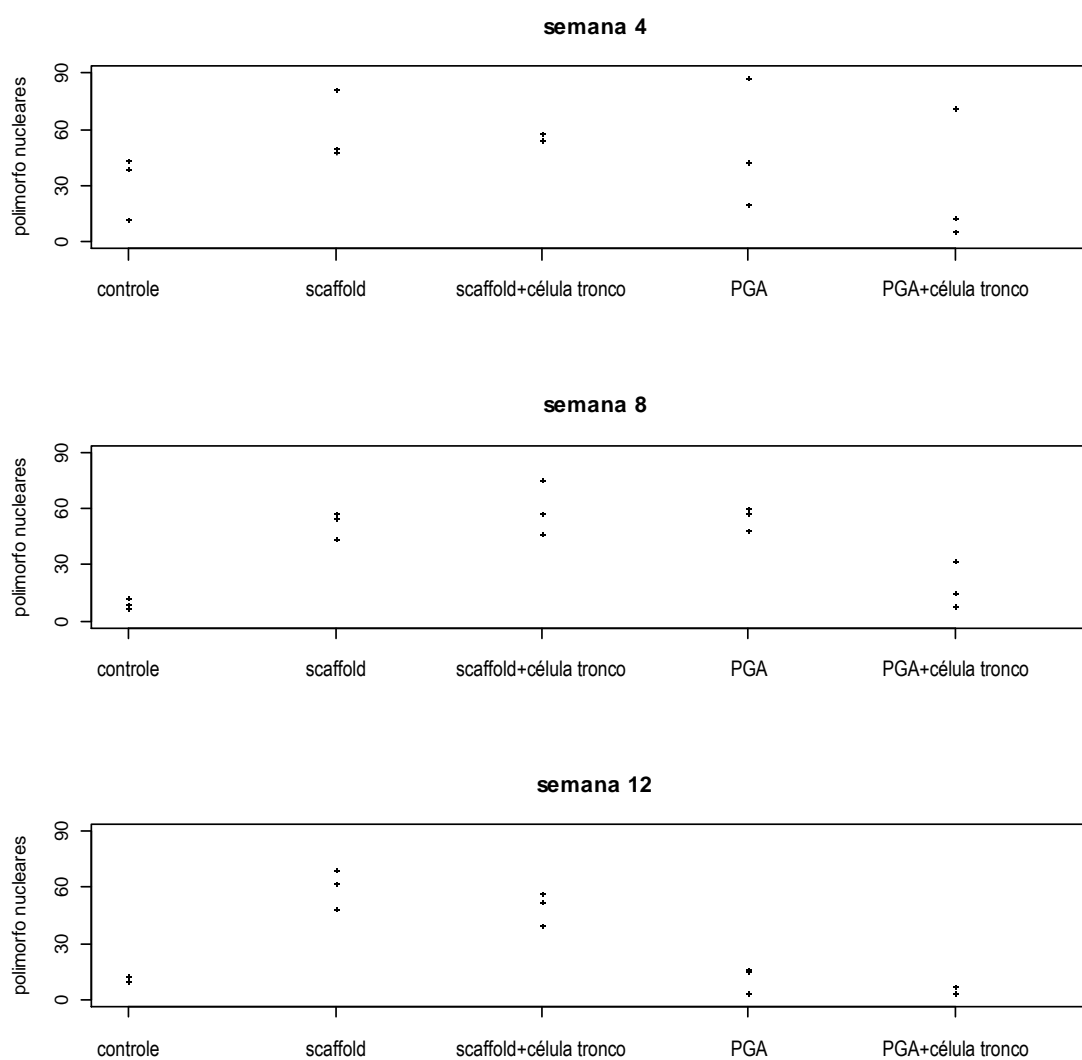 semana 4
polimorfo nucleares
90
60
30
0
controle scaffold scaffold+célula tronco PGA PGA+célula tronco
semana 8
polimorfo nucleares
90
60
30
0
controle scaffold scaffold+célula tronco PGA PGA+célula tronco
semana 12
polimorfo nucleares
90
60
30
0
controle scaffold scaffold+célula tronco PGA PGA+célula tronco